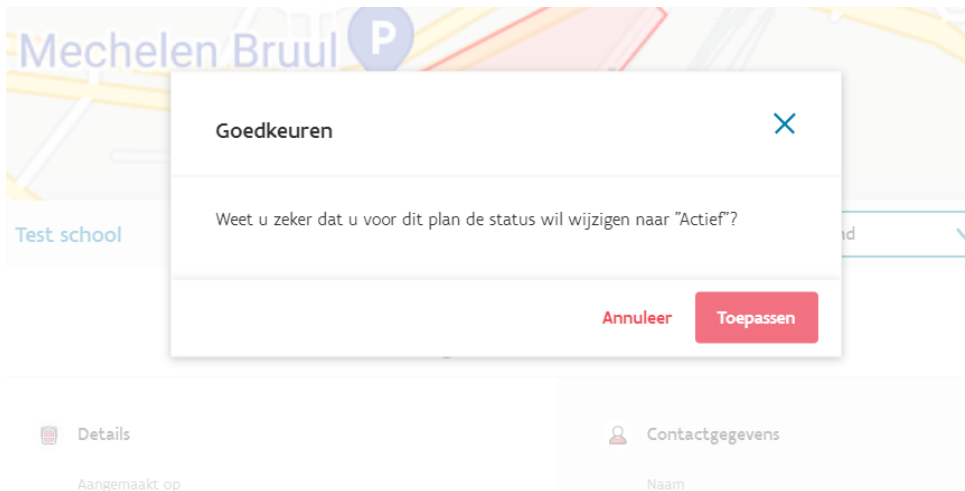 Mechelen Bruul P
Goedkeuren
Weet u zeker dat u voor dit plan de status wil wijzigen naar "Actief"?
Test school
Annuleer Toepassen
Details Contactgegevens
Aangemaakt op Naam